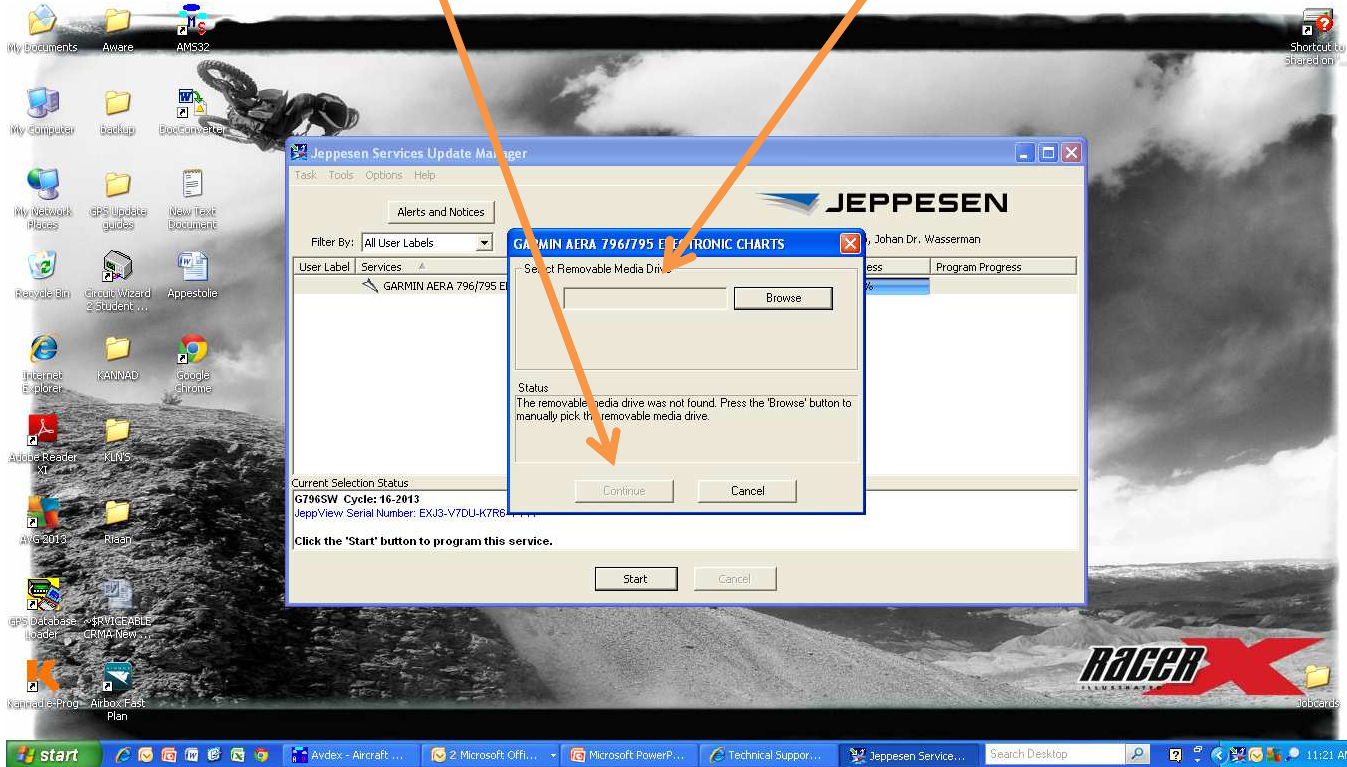 My Documents
Aware
AMS32
Shortcut to
Shared on '...
My Computer
backup
DocConverter
My Network
Places
GPS Update
guides
New Text
Document
Recycle Bin
Circuit Wizard
2 Student ...
Appestolie
Internet
Explorer
KANNAD
Google
Chrome
Adobe Reader
XI
KLN'S
AVG 2013
Riaan
GPS Database
Loader
~$RVICEABLE
CRMA New ...
Kannad e-Prog
Airbox Fast
Plan
Jobcards
Jeppesen Services Update Manager
Task Tools Options Help
JEPPESEN
Alerts and Notices
Filter By: All User Labels
, Johan Dr. Wasserman
User Label Services Program Progress
GARMIN AERA 796/795
GARMIN AERA 796/795 ELECTRONIC CHARTS
Select Removable Media Drive
Browse
Status
The removable media drive was not found. Press the 'Browse' button to
manually pick the removable media drive.
Continue Cancel
Current Selection Status
G796SW Cycle: 16-2013
JeppView Serial Number: EXJ3-V7DU-K7R6-
Click the 'Start' button to program this service.
Start Cancel
RACER X
ILLUSTRATED
start
Avdex - Aircraft ...
2 Microsoft Offi...
Microsoft PowerP...
Technical Suppor...
Jeppesen Service...
Search Desktop
11:21 AM